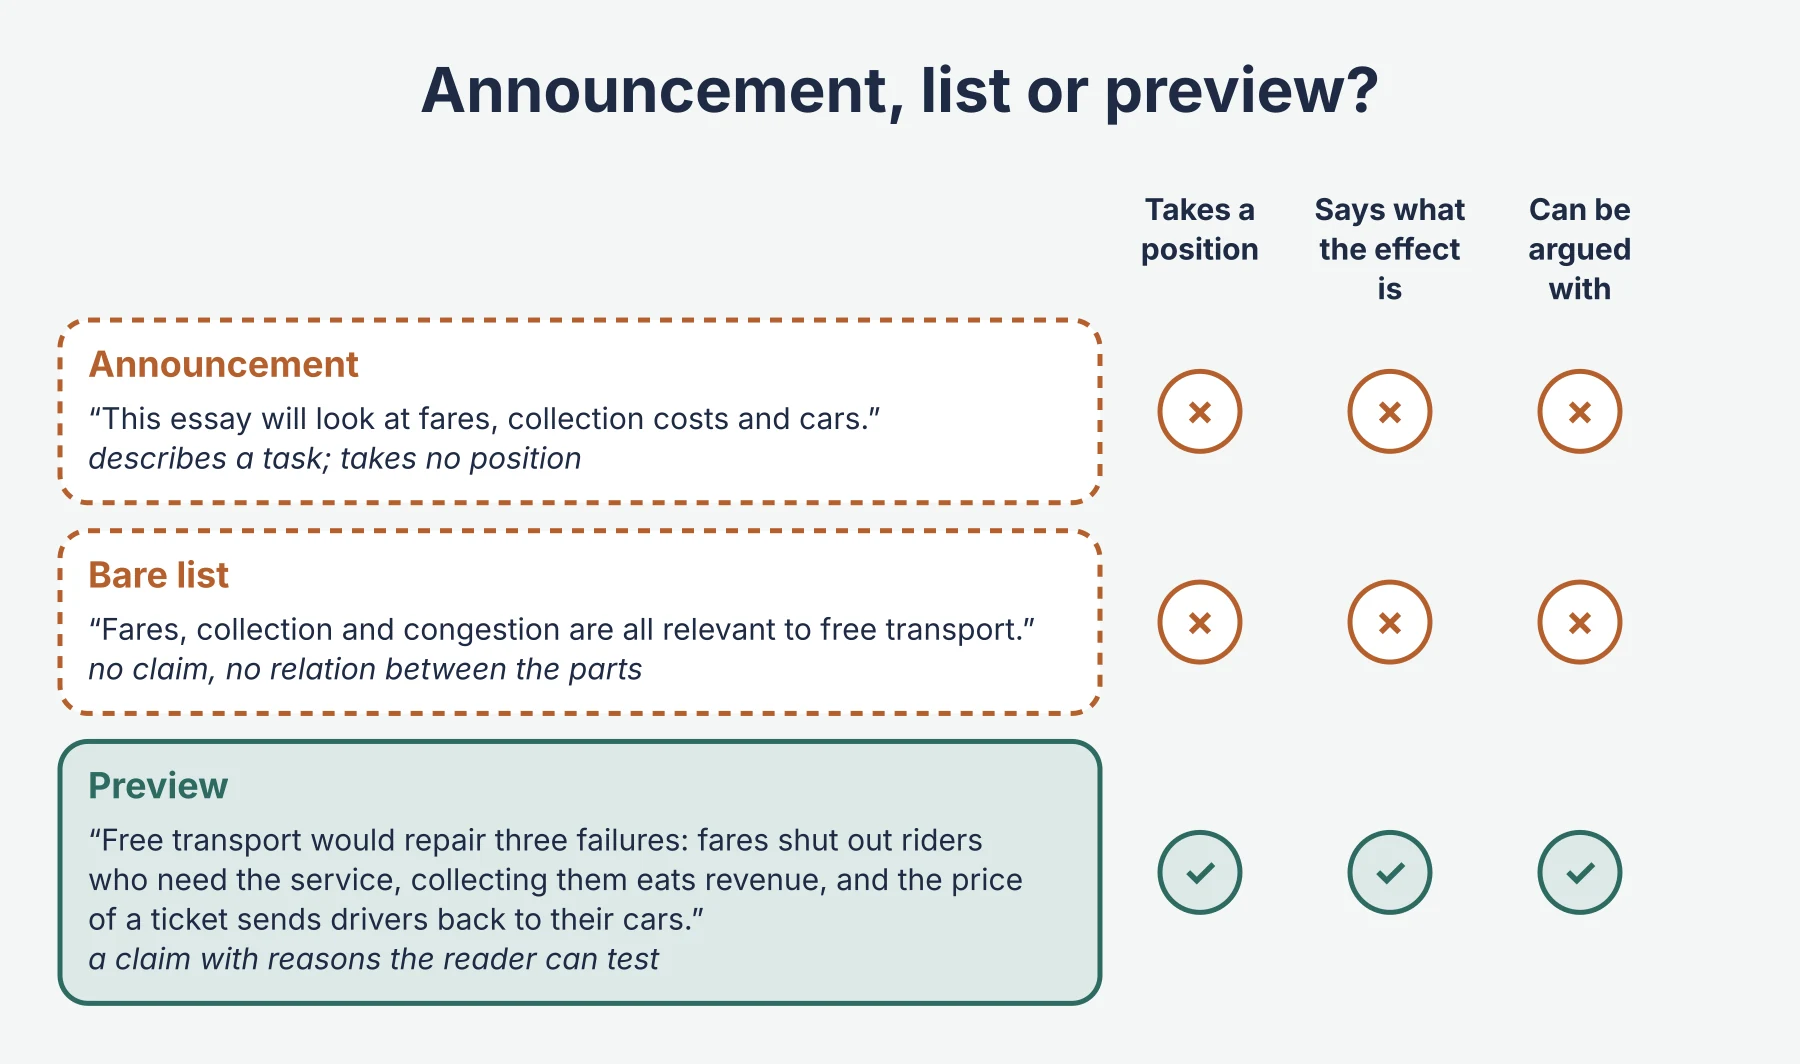 Announcement, list or preview?
Takes a
position
Says what
the effect
is
Can be
argued
with
Announcement
“This essay will look at fares, collection costs and cars.”
describes a task; takes no position
Bare list
“Fares, collection and congestion are all relevant to free transport.”
no claim, no relation between the parts
Preview
“Free transport would repair three failures: fares shut out riders
who need the service, collecting them eats revenue, and the price
of a ticket sends drivers back to their cars.”
a claim with reasons the reader can test